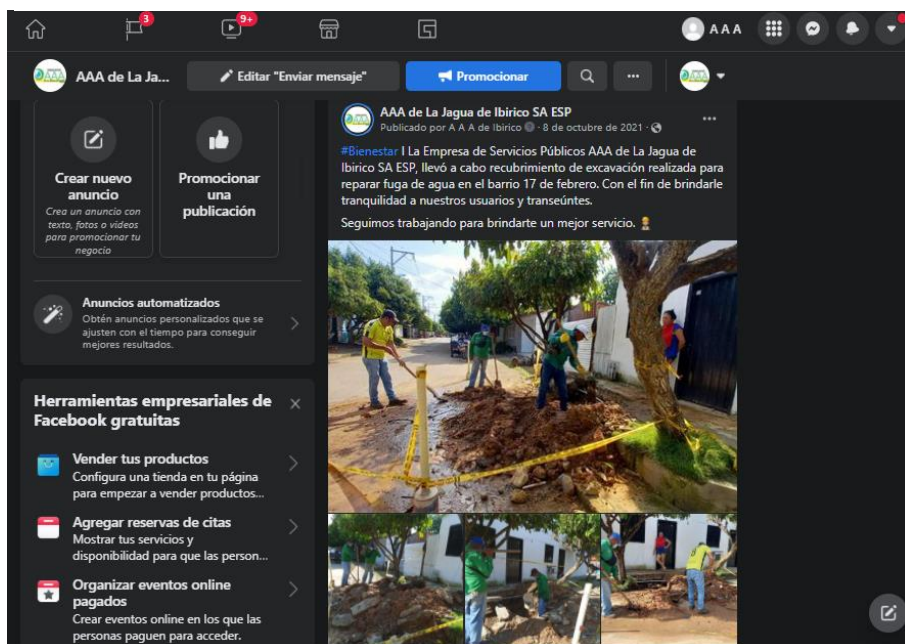 3
9+
A A A
AAA de La Ja...
Editar "Enviar mensaje"
Promocionar
Crear nuevo
anuncio
Crea un anuncio con
texto, fotos o videos
para promocionar tu
negocio
Promocionar
una
publicación
Anuncios automatizados
Obtén anuncios personalizados que se
ajusten con el tiempo para conseguir
mejores resultados.
Herramientas empresariales de
Facebook gratuitas
Vender tus productos
Configura una tienda en tu página
para empezar a vender productos...
Agregar reservas de citas
Mostrar tus servicios y
disponibilidad para que las person...
Organizar eventos online
pagados
Crear eventos online en los que las
personas paguen para acceder.
AAA de La Jagua de Ibirico SA ESP
Publicado por A A A de Ibirico · 8 de octubre de 2021 ·
#Bienestar I La Empresa de Servicios Públicos AAA de La Jagua de
Ibirico SA ESP, llevó a cabo recubrimiento de excavación realizada para
reparar fuga de agua en el barrio 17 de febrero. Con el fin de brindarle
tranquilidad a nuestros usuarios y transeúntes.
Seguimos trabajando para brindarte un mejor servicio.